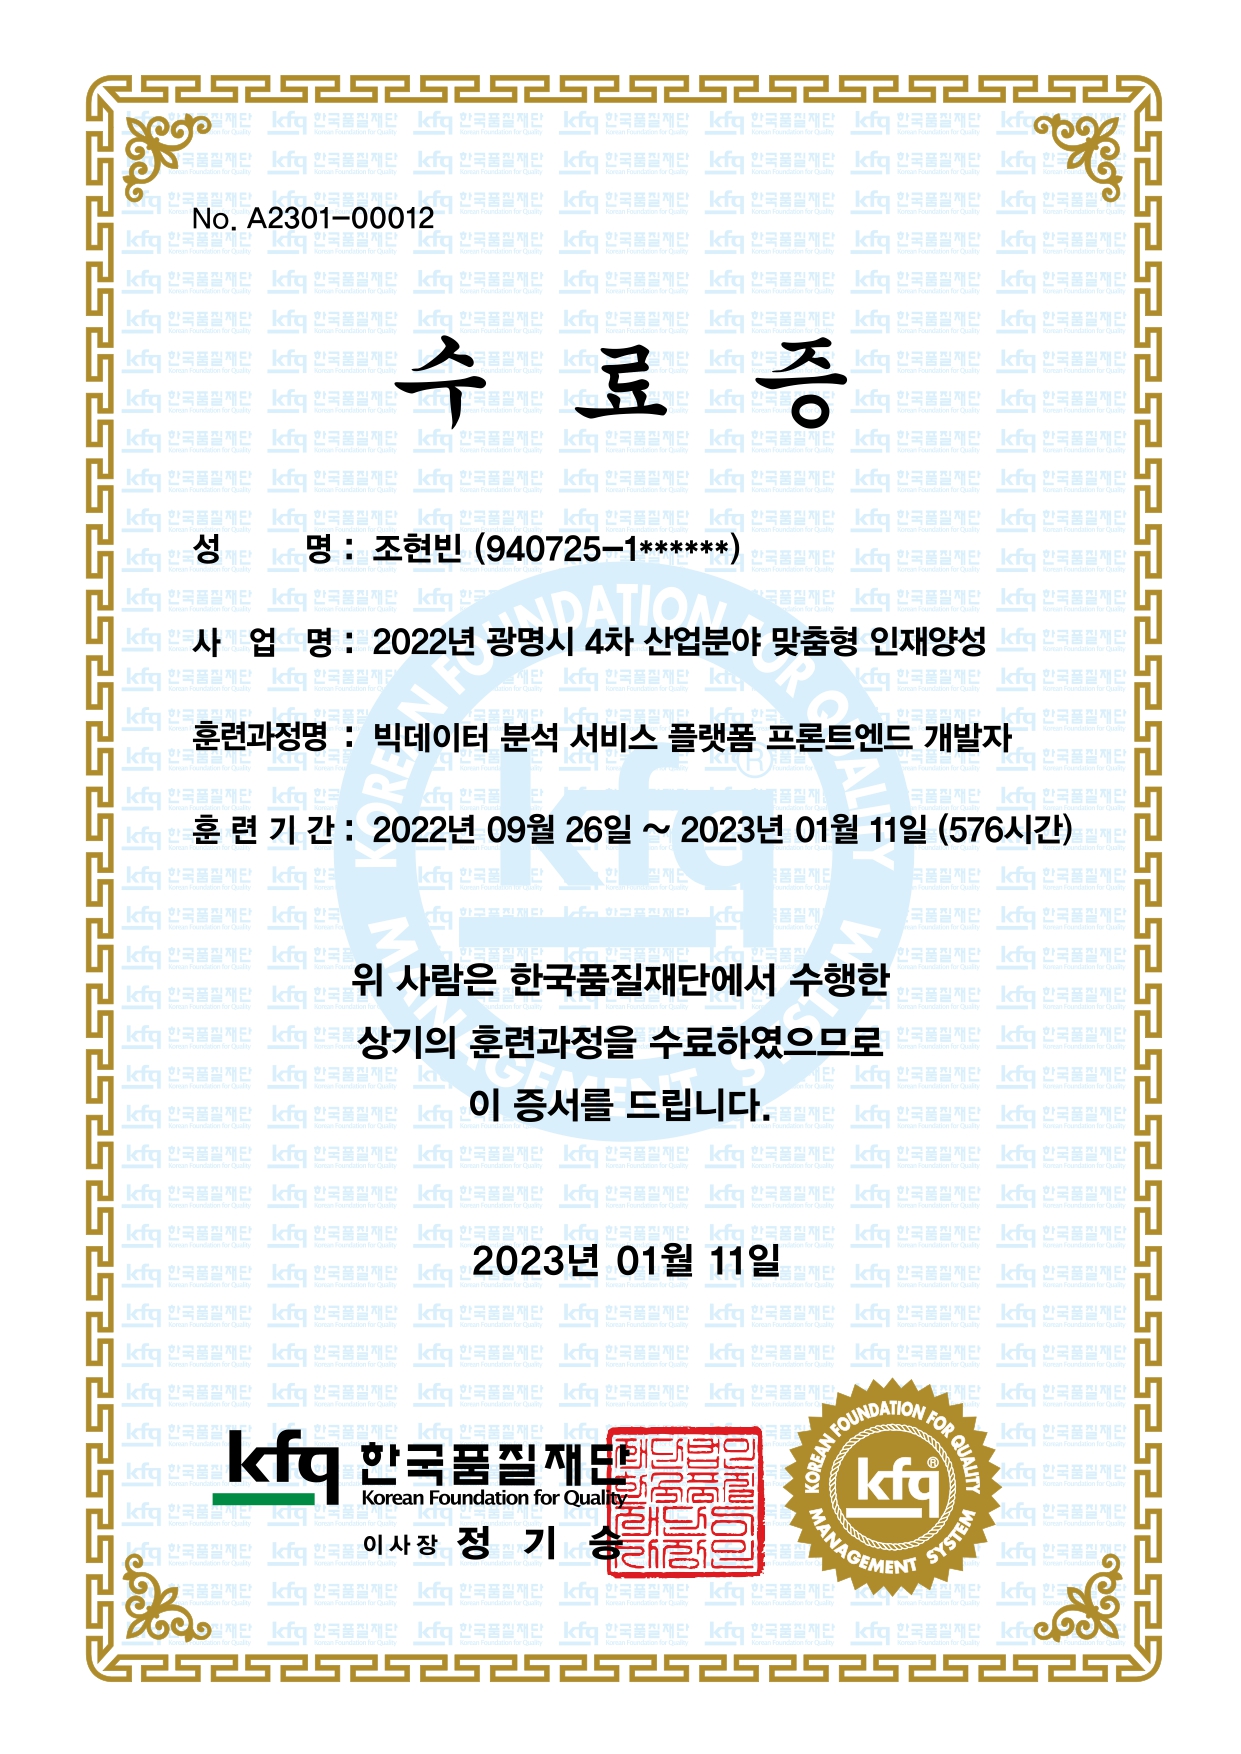 No. A2301-00012
수 료 증
성 명 : 조현빈 (940725-1******)
사 업 명 : 2022년 광명시 4차 산업분야 맞춤형 인재양성
훈련과정명 : 빅데이터 분석 서비스 플랫폼 프론트엔드 개발자
훈 련 기 간 : 2022년 09월 26일 ~ 2023년 01월 11일 (576시간)
위 사람은 한국품질재단에서 수행한
상기의 훈련과정을 수료하였으므로
이 증서를 드립니다.
2023년 01월 11일
kfq 한국품질재단
Korean Foundation for Quality
이사장 정 기 송
KOREAN FOUNDATION FOR QUALITY
kfq®
MANAGEMENT SYSTEM